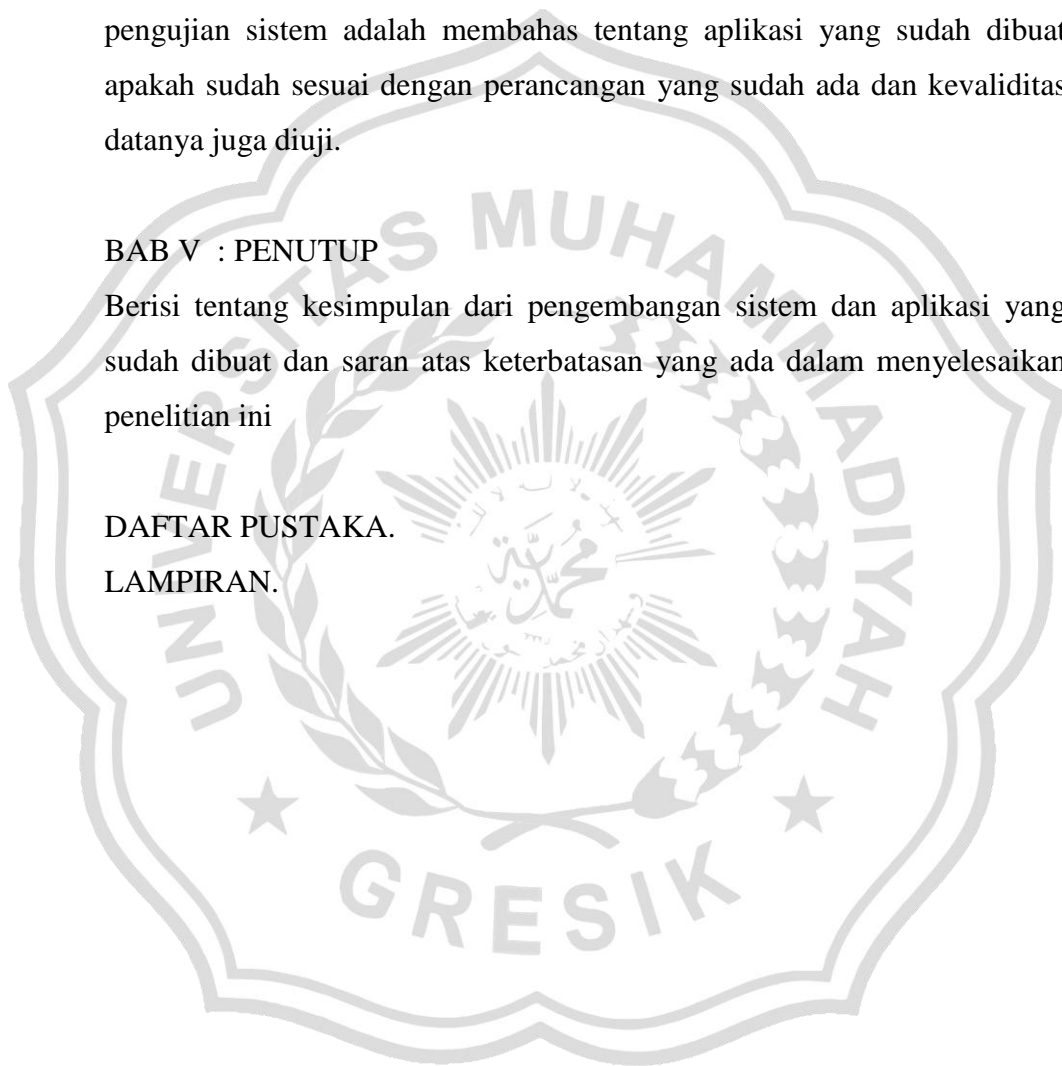 pengujian sistem adalah membahas tentang aplikasi yang sudah dibuat
apakah sudah sesuai dengan perancangan yang sudah ada dan kevaliditas
datanya juga diuji.
BAB V : PENUTUP
Berisi tentang kesimpulan dari pengembangan sistem dan aplikasi yang
sudah dibuat dan saran atas keterbatasan yang ada dalam menyelesaikan
penelitian ini
DAFTAR PUSTAKA.
LAMPIRAN.
UNIVERSITAS MUHAMMADIYAH
GRESIK